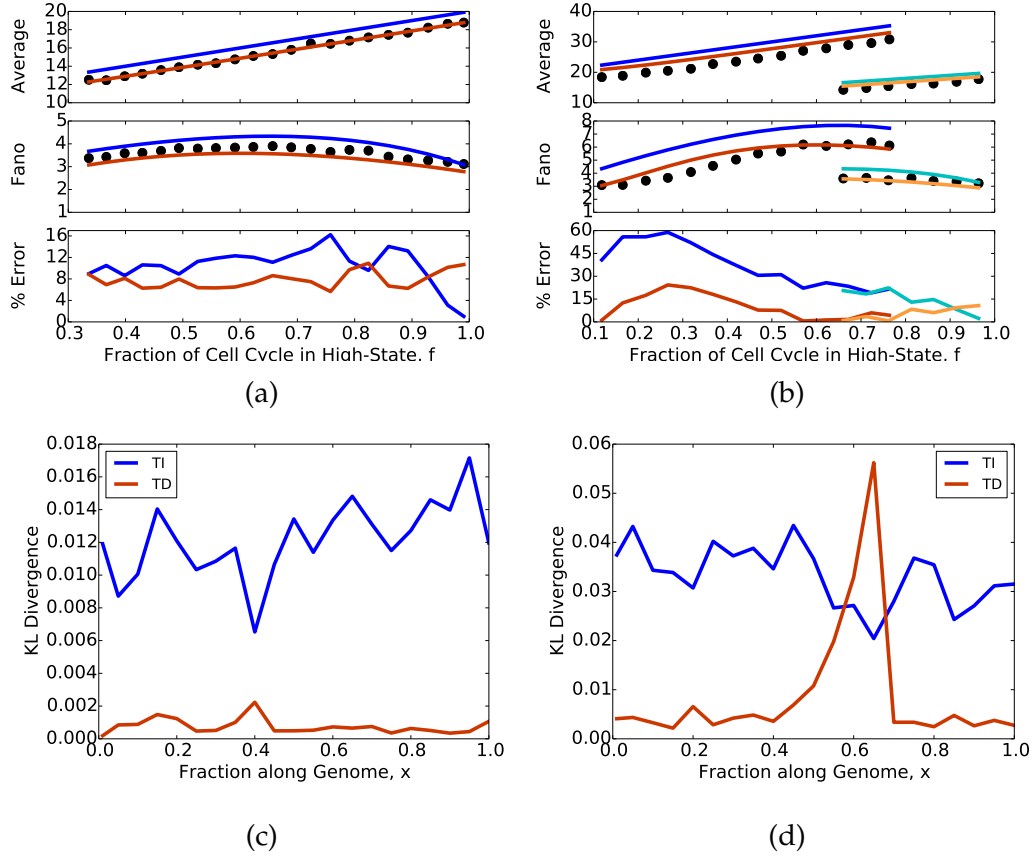 20
18
16
14
12
10
Average
5
4
3
2
1
Fano
16
12
8
4
0
% Error
0.3 0.4 0.5 0.6 0.7 0.8 0.9 1.0
Fraction of Cell Cycle in High-State, f
(a)
40
30
20
10
Average
8
7
6
5
4
3
2
1
Fano
60
45
30
15
0
% Error
0.1 0.2 0.3 0.4 0.5 0.6 0.7 0.8 0.9 1.0
Fraction of Cell Cycle in High-State, f
(b)
0.018
0.016
0.014
0.012
0.010
0.008
0.006
0.004
0.002
0.000
KL Divergence
TI
TD
0.0 0.2 0.4 0.6 0.8 1.0
Fraction along Genome, x
(c)
0.06
0.05
0.04
0.03
0.02
0.01
0.00
KL Divergence
TI
TD
0.0 0.2 0.4 0.6 0.8 1.0
Fraction along Genome, x
(d)